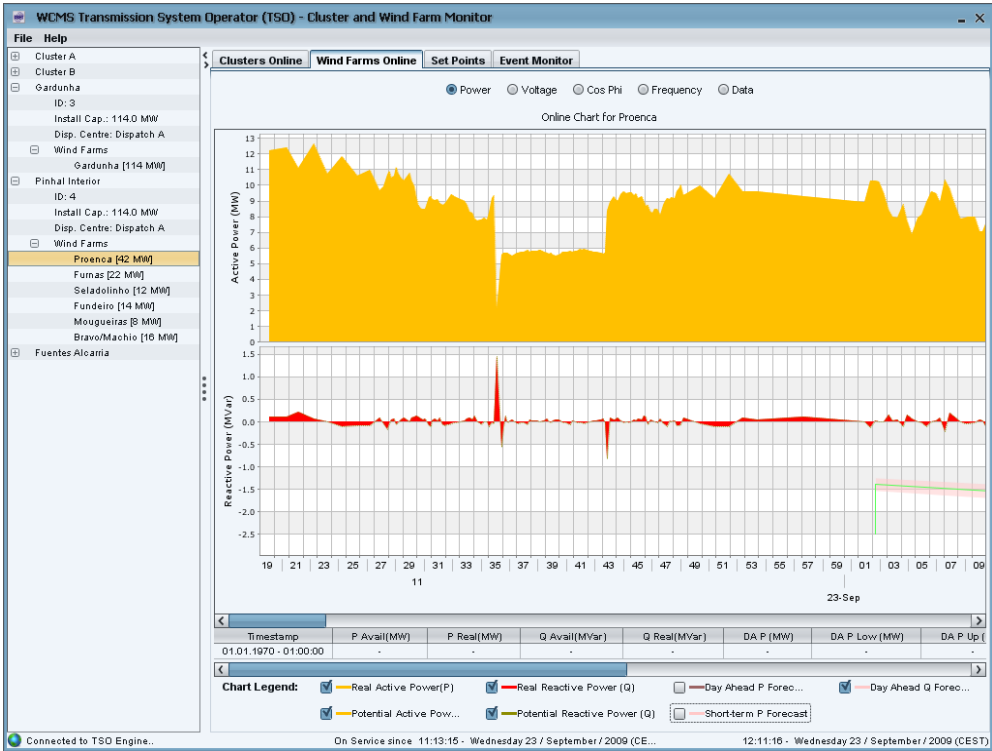 WCMS Transmission System Operator (TSO) - Cluster and Wind Farm Monitor
File Help
Cluster A
Cluster B
Gardunha
ID: 3
Install Cap.: 114.0 MW
Disp. Centre: Dispatch A
Wind Farms
Gardunha [114 MW]
Pinhal Interior
ID: 4
Install Cap.: 114.0 MW
Disp. Centre: Dispatch A
Wind Farms
Proenca [42 MW]
Furnas [22 MW]
Seladolinho [12 MW]
Fundeiro [14 MW]
Mougueiras [8 MW]
Bravo/Machio [16 MW]
Fuentes Alcarria
Clusters Online Wind Farms Online Set Points Event Monitor
Power Voltage Cos Phi Frequency Data
Online Chart for Proenca
Active Power (MW)
13
12
11
10
9
8
7
6
5
4
3
2
1
0
Reactive Power (MVar)
1.5
1.0
0.5
0.0
-0.5
-1.0
-1.5
-2.0
-2.5
19 21 23 25 27 29 31 33 35 37 39 41 43 45 47 49 51 53 55 57 59 01 03 05 07 09
11
23-Sep
Timestamp P Avail(MW) P Real(MW) Q Avail(MVar) Q Real(MVar) DA P (MW) DA P Low (MW) DA P Up (
01.01.1970 - 01:00:00 - - - - - -
Chart Legend: Real Active Power(P) Real Reactive Power (Q) Day Ahead P Forec... Day Ahead Q Forec...
Potential Active Pow... Potential Reactive Power (Q) Short-term P Forecast
Connected to TSO Engine.. On Service since 11:13:15 - Wednesday 23 / September / 2009 (CE... 12:11:16 - Wednesday 23 / September / 2009 (CEST)